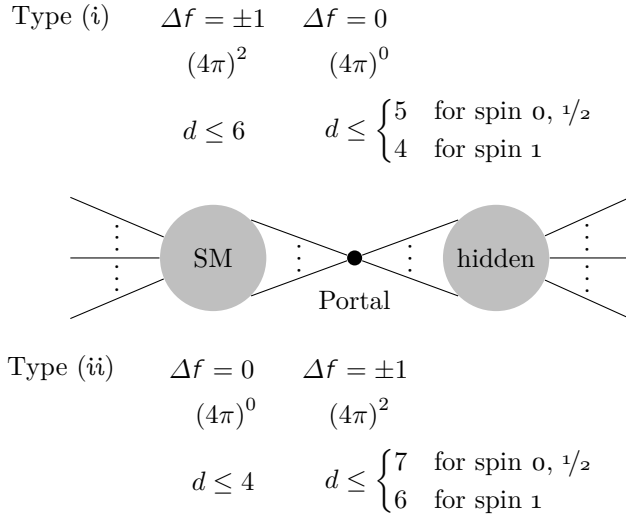 Type (i) Δf = ±1 Δf = 0
(4π)² (4π)⁰
d ≤ 6 d ≤ { 5 for spin 0, 1/2
4 for spin 1
SM hidden
Portal
Type (ii) Δf = 0 Δf = ±1
(4π)⁰ (4π)²
d ≤ 4 d ≤ { 7 for spin 0, 1/2
6 for spin 1